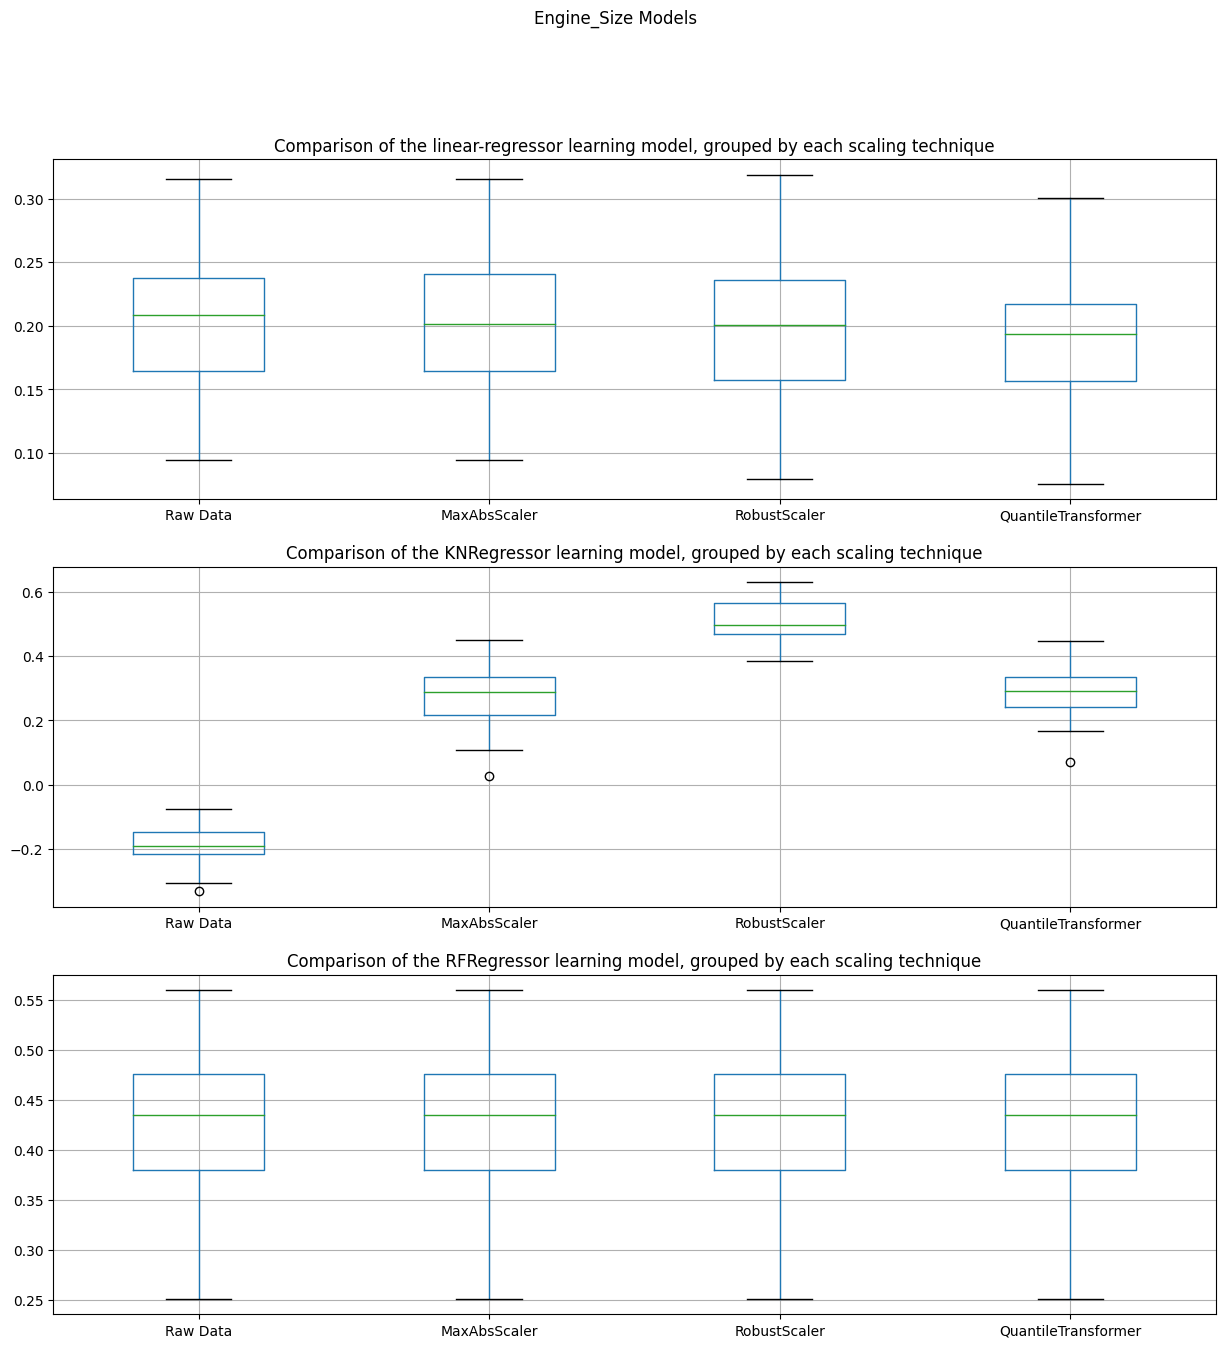 Engine_Size Models
Comparison of the linear-regressor learning model, grouped by each scaling technique
0.30
0.25
0.20
0.15
0.10
Raw Data MaxAbsScaler RobustScaler QuantileTransformer
Comparison of the KNRegressor learning model, grouped by each scaling technique
0.6
0.4
0.2
0.0
−0.2
Raw Data MaxAbsScaler RobustScaler QuantileTransformer
Comparison of the RFRegressor learning model, grouped by each scaling technique
0.55
0.50
0.45
0.40
0.35
0.30
0.25
Raw Data MaxAbsScaler RobustScaler QuantileTransformer